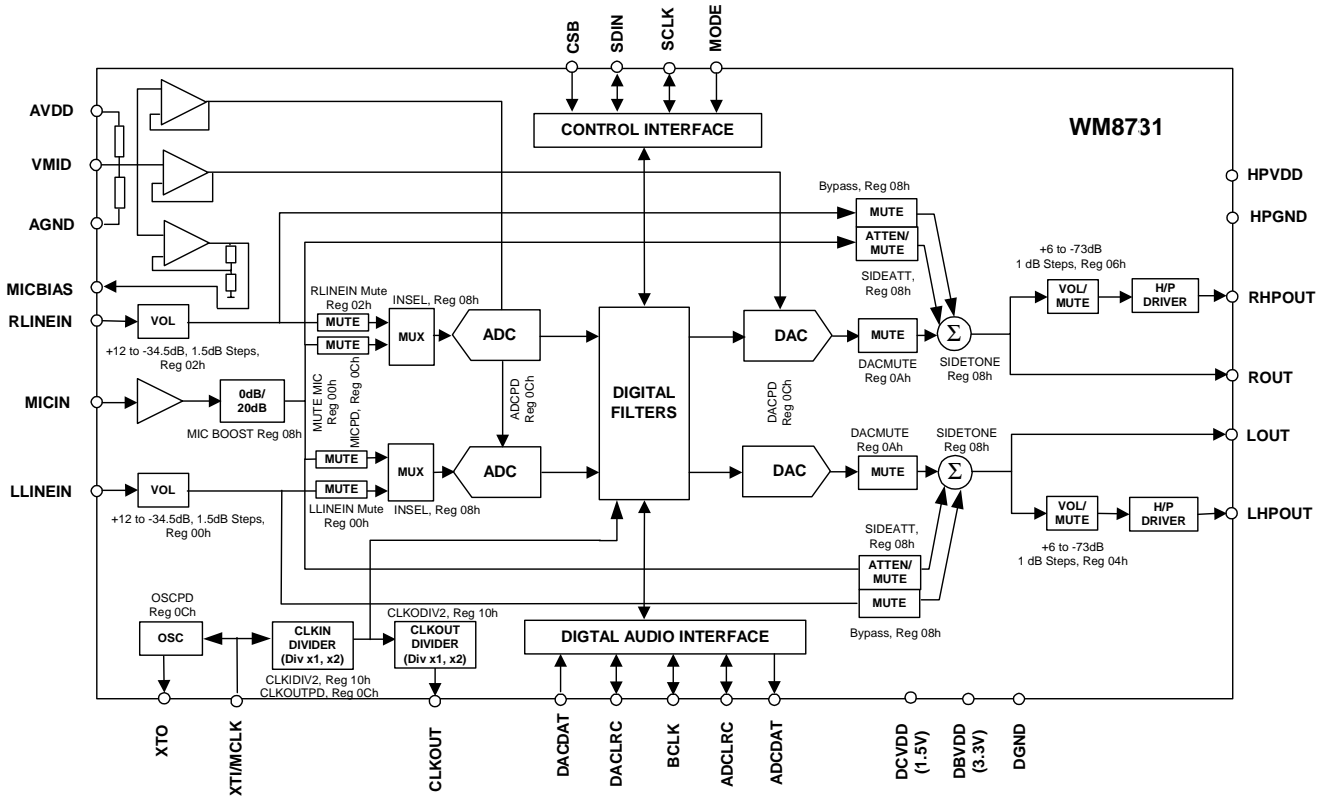 CSB
SDIN
SCLK
MODE
AVDD
VMID
AGND
MICBIAS
RLINEIN
MICIN
LLINEIN
CONTROL INTERFACE
WM8731
HPVDD
HPGND
RHPOUT
ROUT
LOUT
LHPOUT
Bypass, Reg 08h
MUTE
ATTEN/
MUTE
SIDEATT,
Reg 08h
+6 to -73dB
1 dB Steps, Reg 06h
VOL/
MUTE
H/P
DRIVER
VOL
+12 to -34.5dB, 1.5dB Steps,
Reg 02h
RLINEIN Mute
Reg 02h
MUTE
MUTE
INSEL, Reg 08h
MUX
ADC
DAC
MUTE
DACMUTE
Reg 0Ah
Σ
SIDETONE
Reg 08h
0dB/
20dB
MIC BOOST Reg 08h
MUTE MIC
Reg 00h
MICPD, Reg 0Ch
ADCPD
Reg 0Ch
DIGITAL
FILTERS
DACPD
Reg 0Ch
VOL
+12 to -34.5dB, 1.5dB Steps,
Reg 00h
MUTE
MUTE
LLINEIN Mute
Reg 00h
MUX
INSEL, Reg 08h
ADC
DAC
DACMUTE
Reg 0Ah
MUTE
SIDETONE
Reg 08h
Σ
VOL/
MUTE
H/P
DRIVER
+6 to -73dB
1 dB Steps, Reg 04h
SIDEATT,
Reg 08h
ATTEN/
MUTE
MUTE
Bypass, Reg 08h
OSCPD
Reg 0Ch
OSC
CLKIN
DIVIDER
(Div x1, x2)
CLKIDIV2, Reg 10h
CLKOUTPD, Reg 0Ch
CLKODIV2, Reg 10h
CLKOUT
DIVIDER
(Div x1, x2)
DIGTAL AUDIO INTERFACE
XTO
XTI/MCLK
CLKOUT
DACDAT
DACLRC
BCLK
ADCLRC
ADCDAT
DCVDD
(1.5V)
DBVDD
(3.3V)
DGND